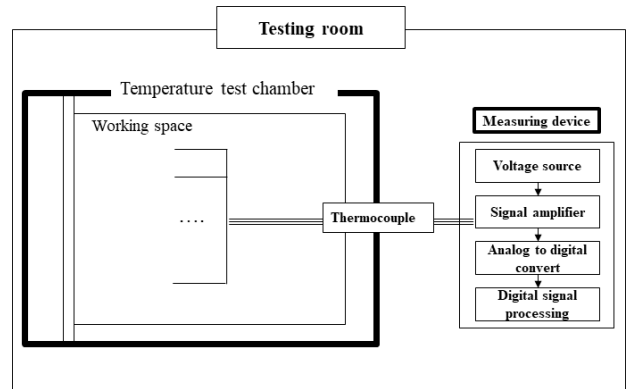 Testing room
Temperature test chamber
Working space
....
Thermocouple
Measuring device
Voltage source
Signal amplifier
Analog to digital
convert
Digital signal
processing